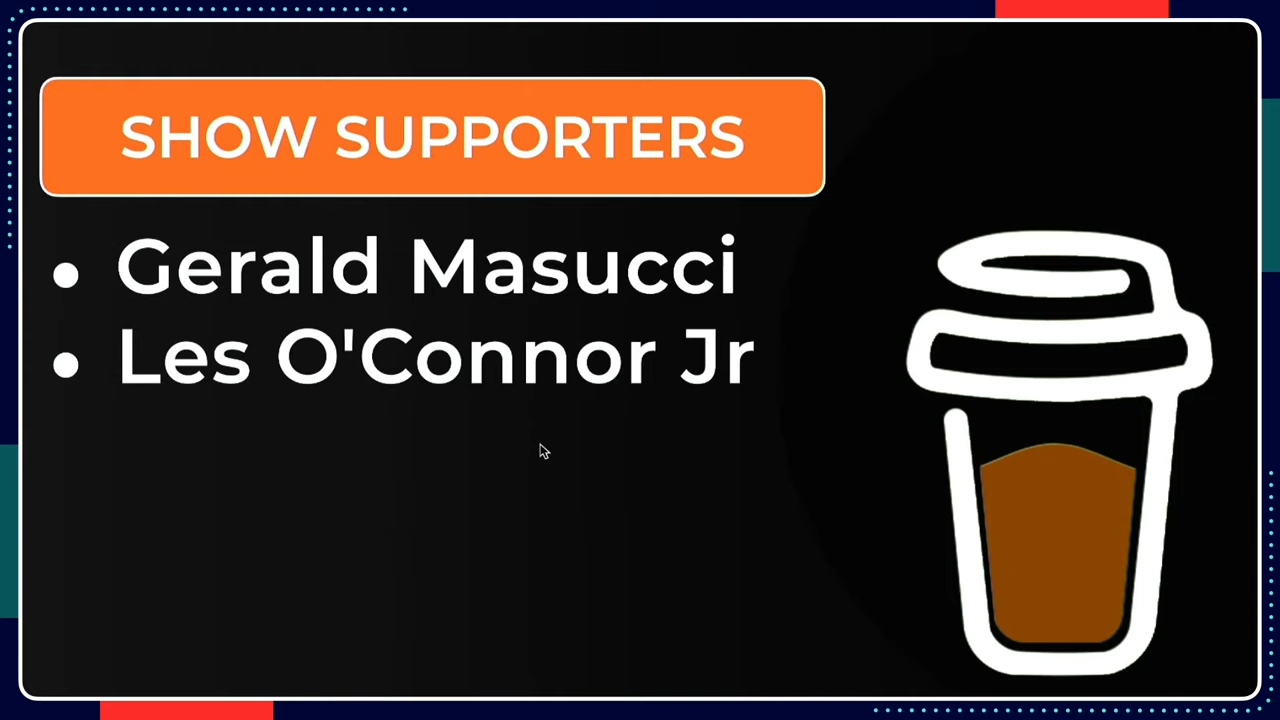 SHOW SUPPORTERS
• Gerald Masucci
• Les O'Connor Jr